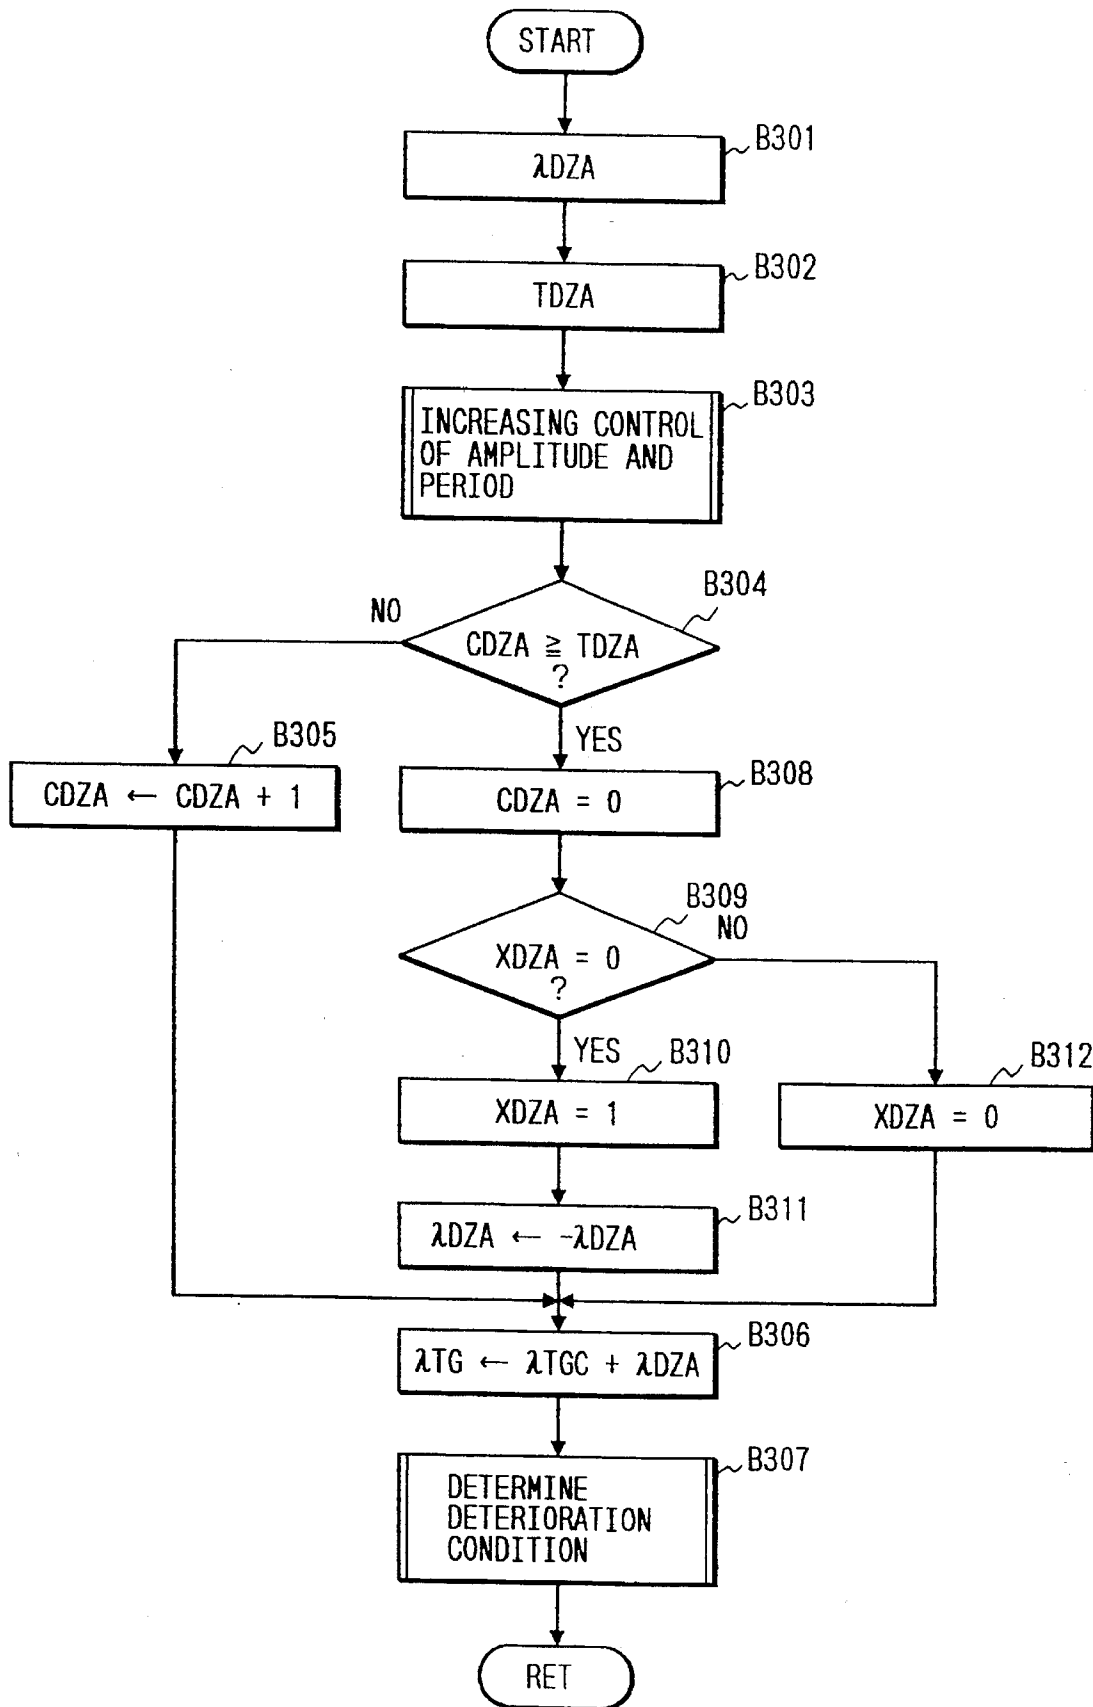 START
B301
λDZA
B302
TDZA
B303
INCREASING CONTROL
OF AMPLITUDE AND
PERIOD
B304
NO
CDZA ≧ TDZA
?
YES
B305
CDZA ← CDZA + 1
B308
CDZA = 0
B309
NO
XDZA = 0
?
YES
B310
XDZA = 1
B312
XDZA = 0
B311
λDZA ← -λDZA
B306
λTG ← λTGC + λDZA
B307
DETERMINE
DETERIORATION
CONDITION
RET